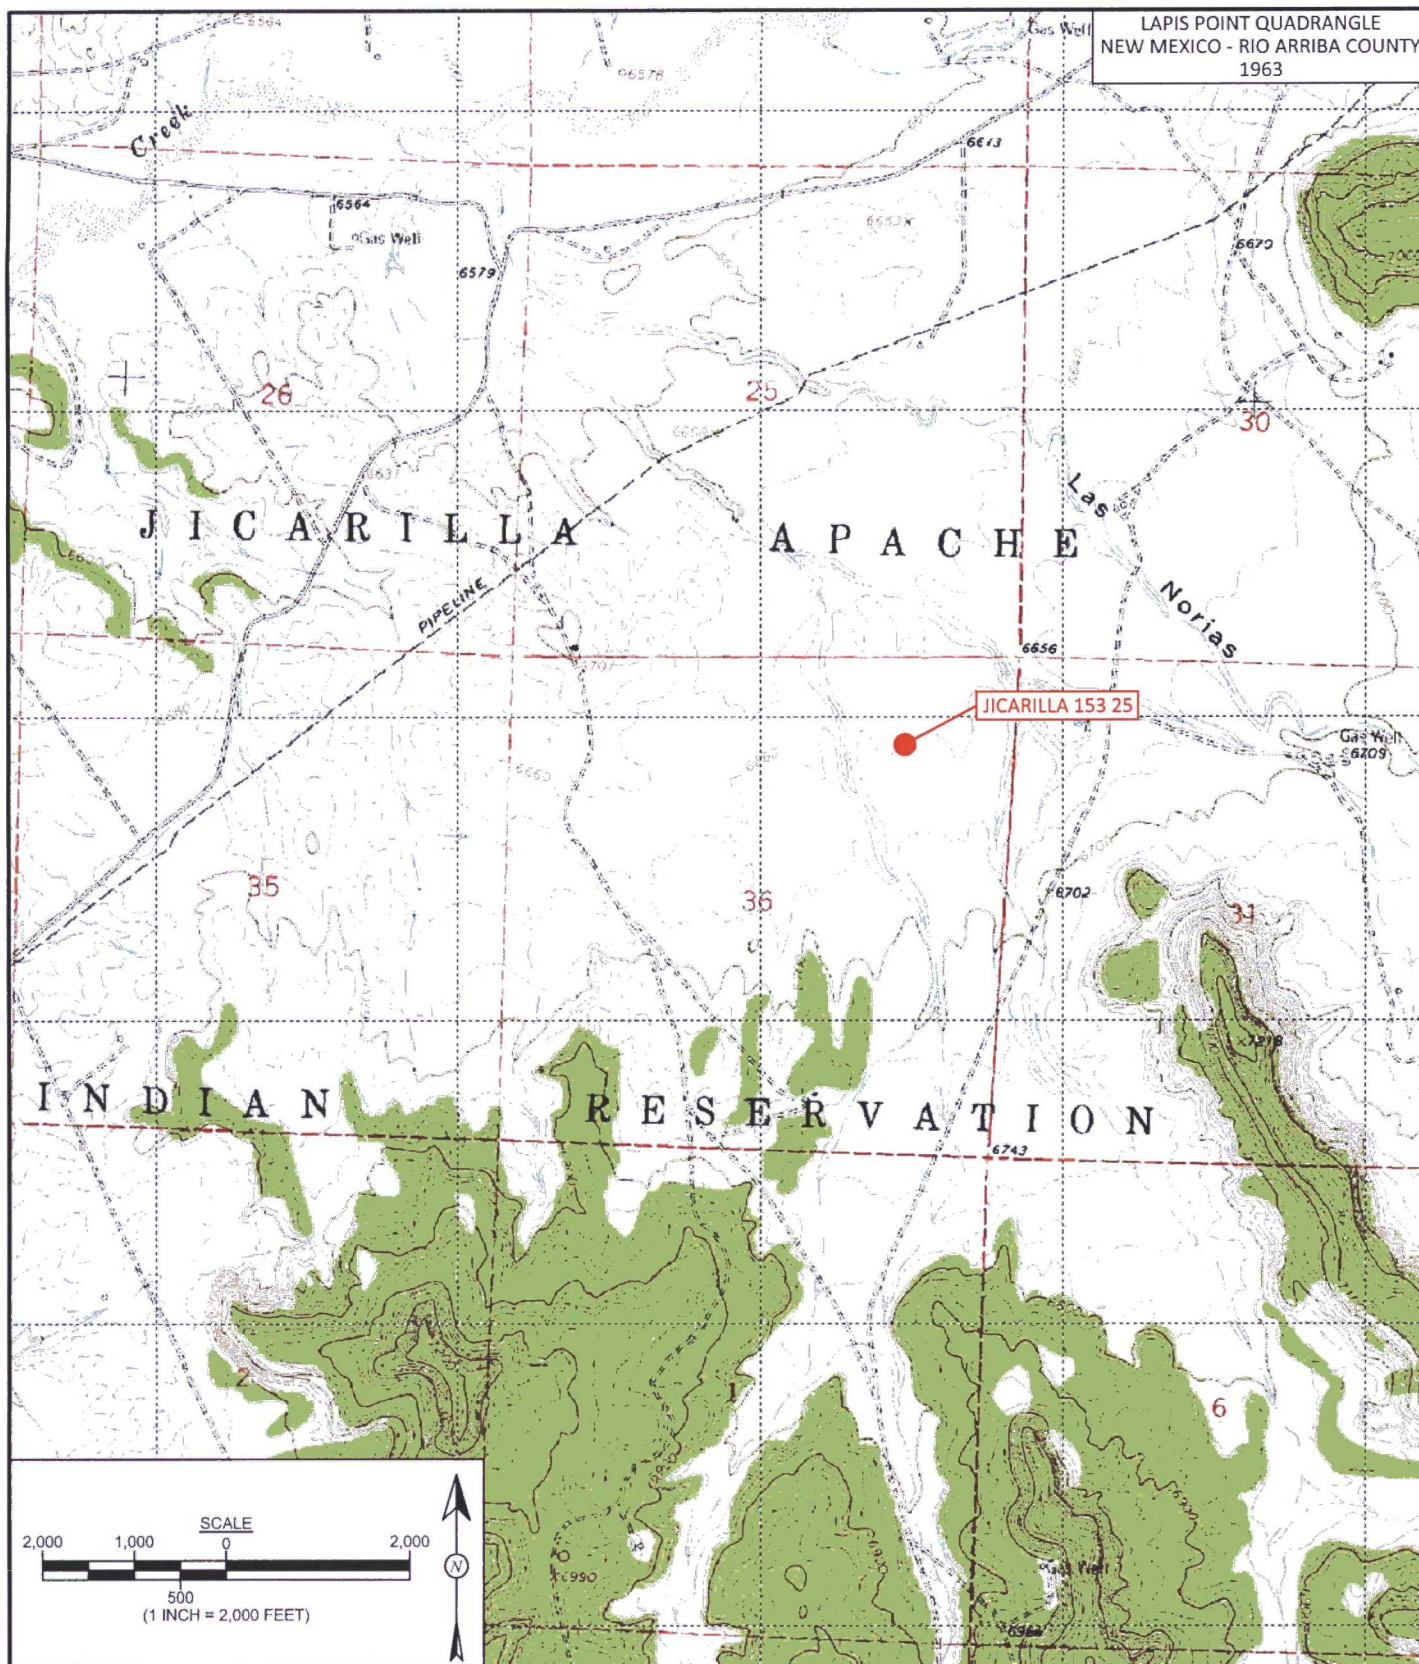 LAPIS POINT QUADRANGLE
NEW MEXICO - RIO ARRIBA COUNTY
1963
6564
Gas Well
6578
Creek
6613
6564
Gas Well
6579
6670
26
25
30
Las
JICARILLA APACHE
PIPELINE
Norias
6656
JICARILLA 153 25
Gas Well
6709
35
36
6702
31
INDIAN RESERVATION
6743
2
1
6
SCALE
2,000 1,000 0 2,000
500
(1 INCH = 2,000 FEET)
N